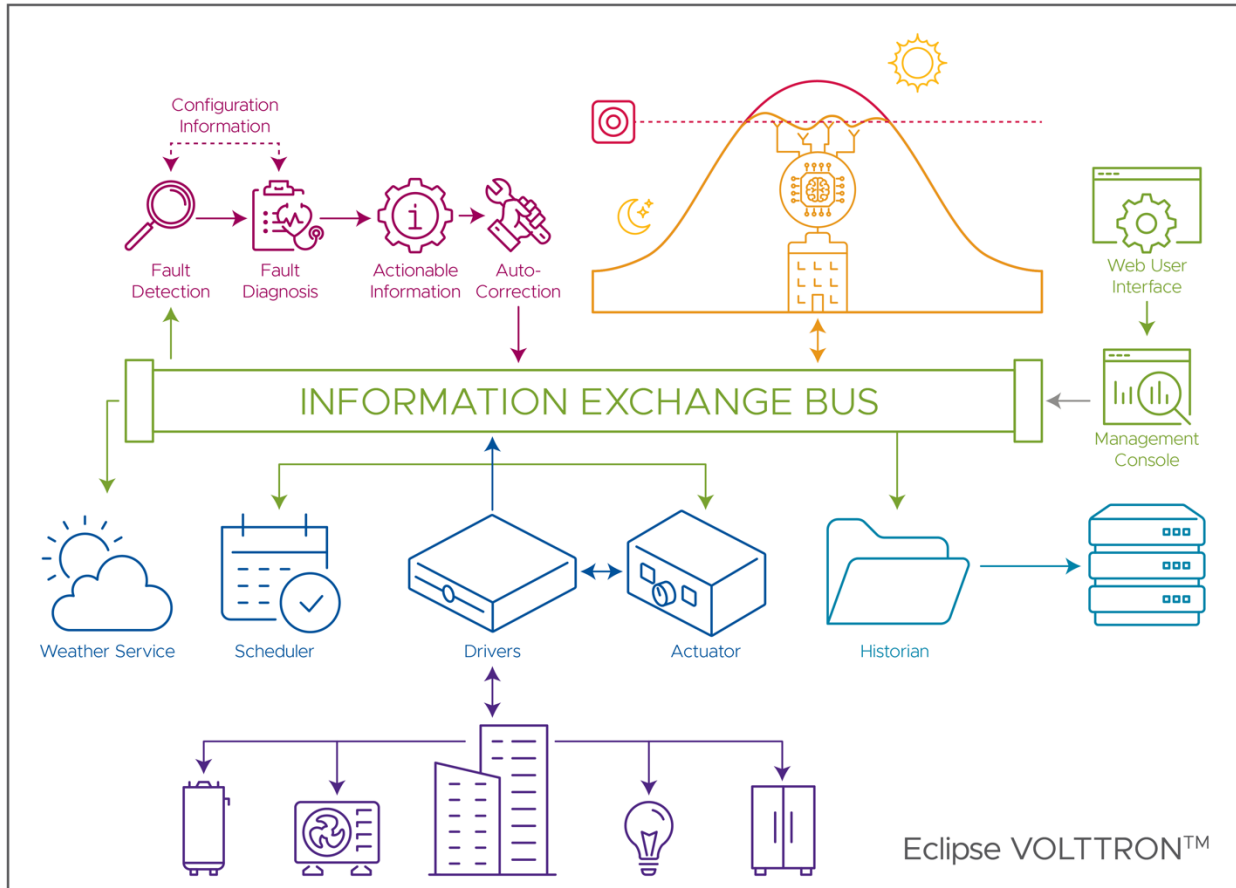 Configuration
Information
Fault
Detection
Fault
Diagnosis
Actionable
Information
Auto-
Correction
Web User
Interface
INFORMATION EXCHANGE BUS
Management
Console
Weather Service
Scheduler
Drivers
Actuator
Historian
Eclipse VOLTTRON™